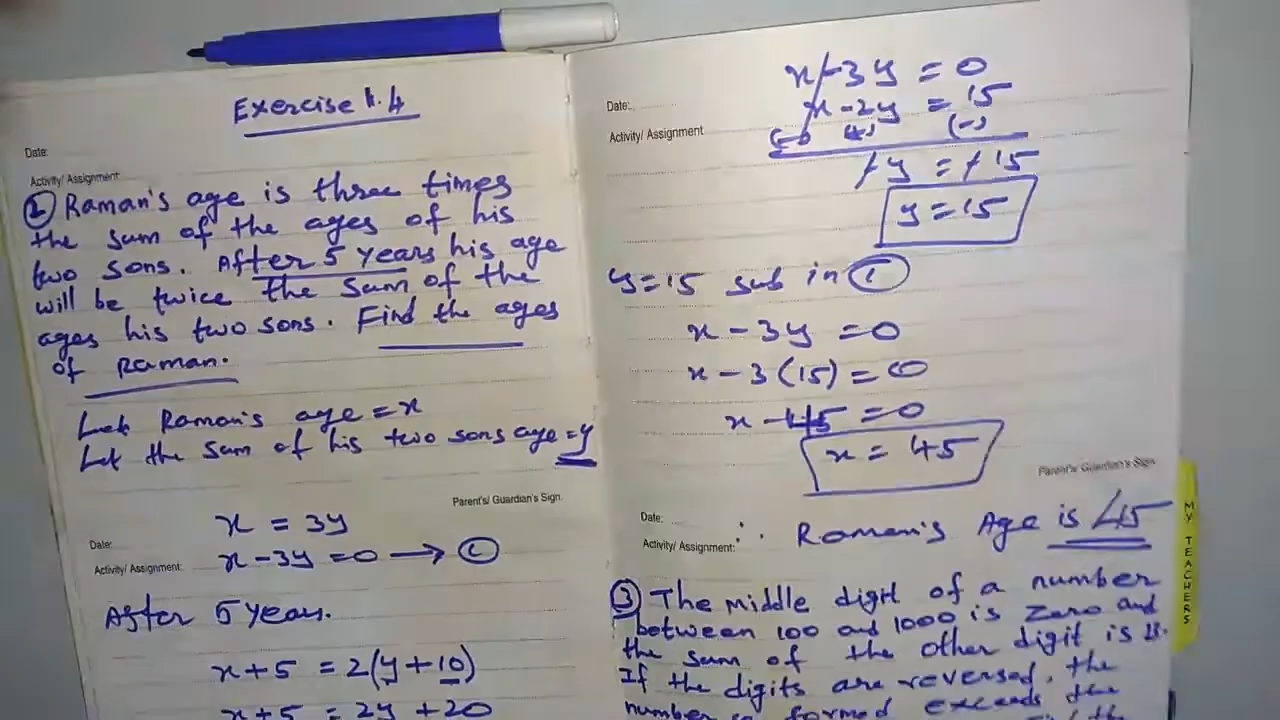 Exercise 1.4
Date:
Activity/ Assignment:
② Raman's age is three times
the sum of the ages of his
two sons. After 5 years his age
will be twice the sum of the
ages his two sons. Find the ages
of Raman.
Let Raman's age = x
Let the sum of his two sons age = y
Parent's/ Guardian's Sign.
x = 3y
Date:
x - 3y = 0 → ①
Activity/ Assignment:
After 5 years.
x + 5 = 2(y + 10)
x + 5 = 2y + 20
x - 3y = 0
Date:
x - 2y = 15
Activity/ Assignment
(-) (+) (-)
- y = - 15
y = 15
y = 15 sub in ①
x - 3y = 0
x - 3(15) = 0
x - 45 = 0
x = 45
Parent's/ Guardian's Sign
Date:
∴ Raman's Age is 45
Activity/ Assignment:
③ The middle digit of a number
between 100 and 1000 is zero and
the sum of the other digit is 13.
If the digits are reversed, the
number so formed exceeds the
MY TEACHERS